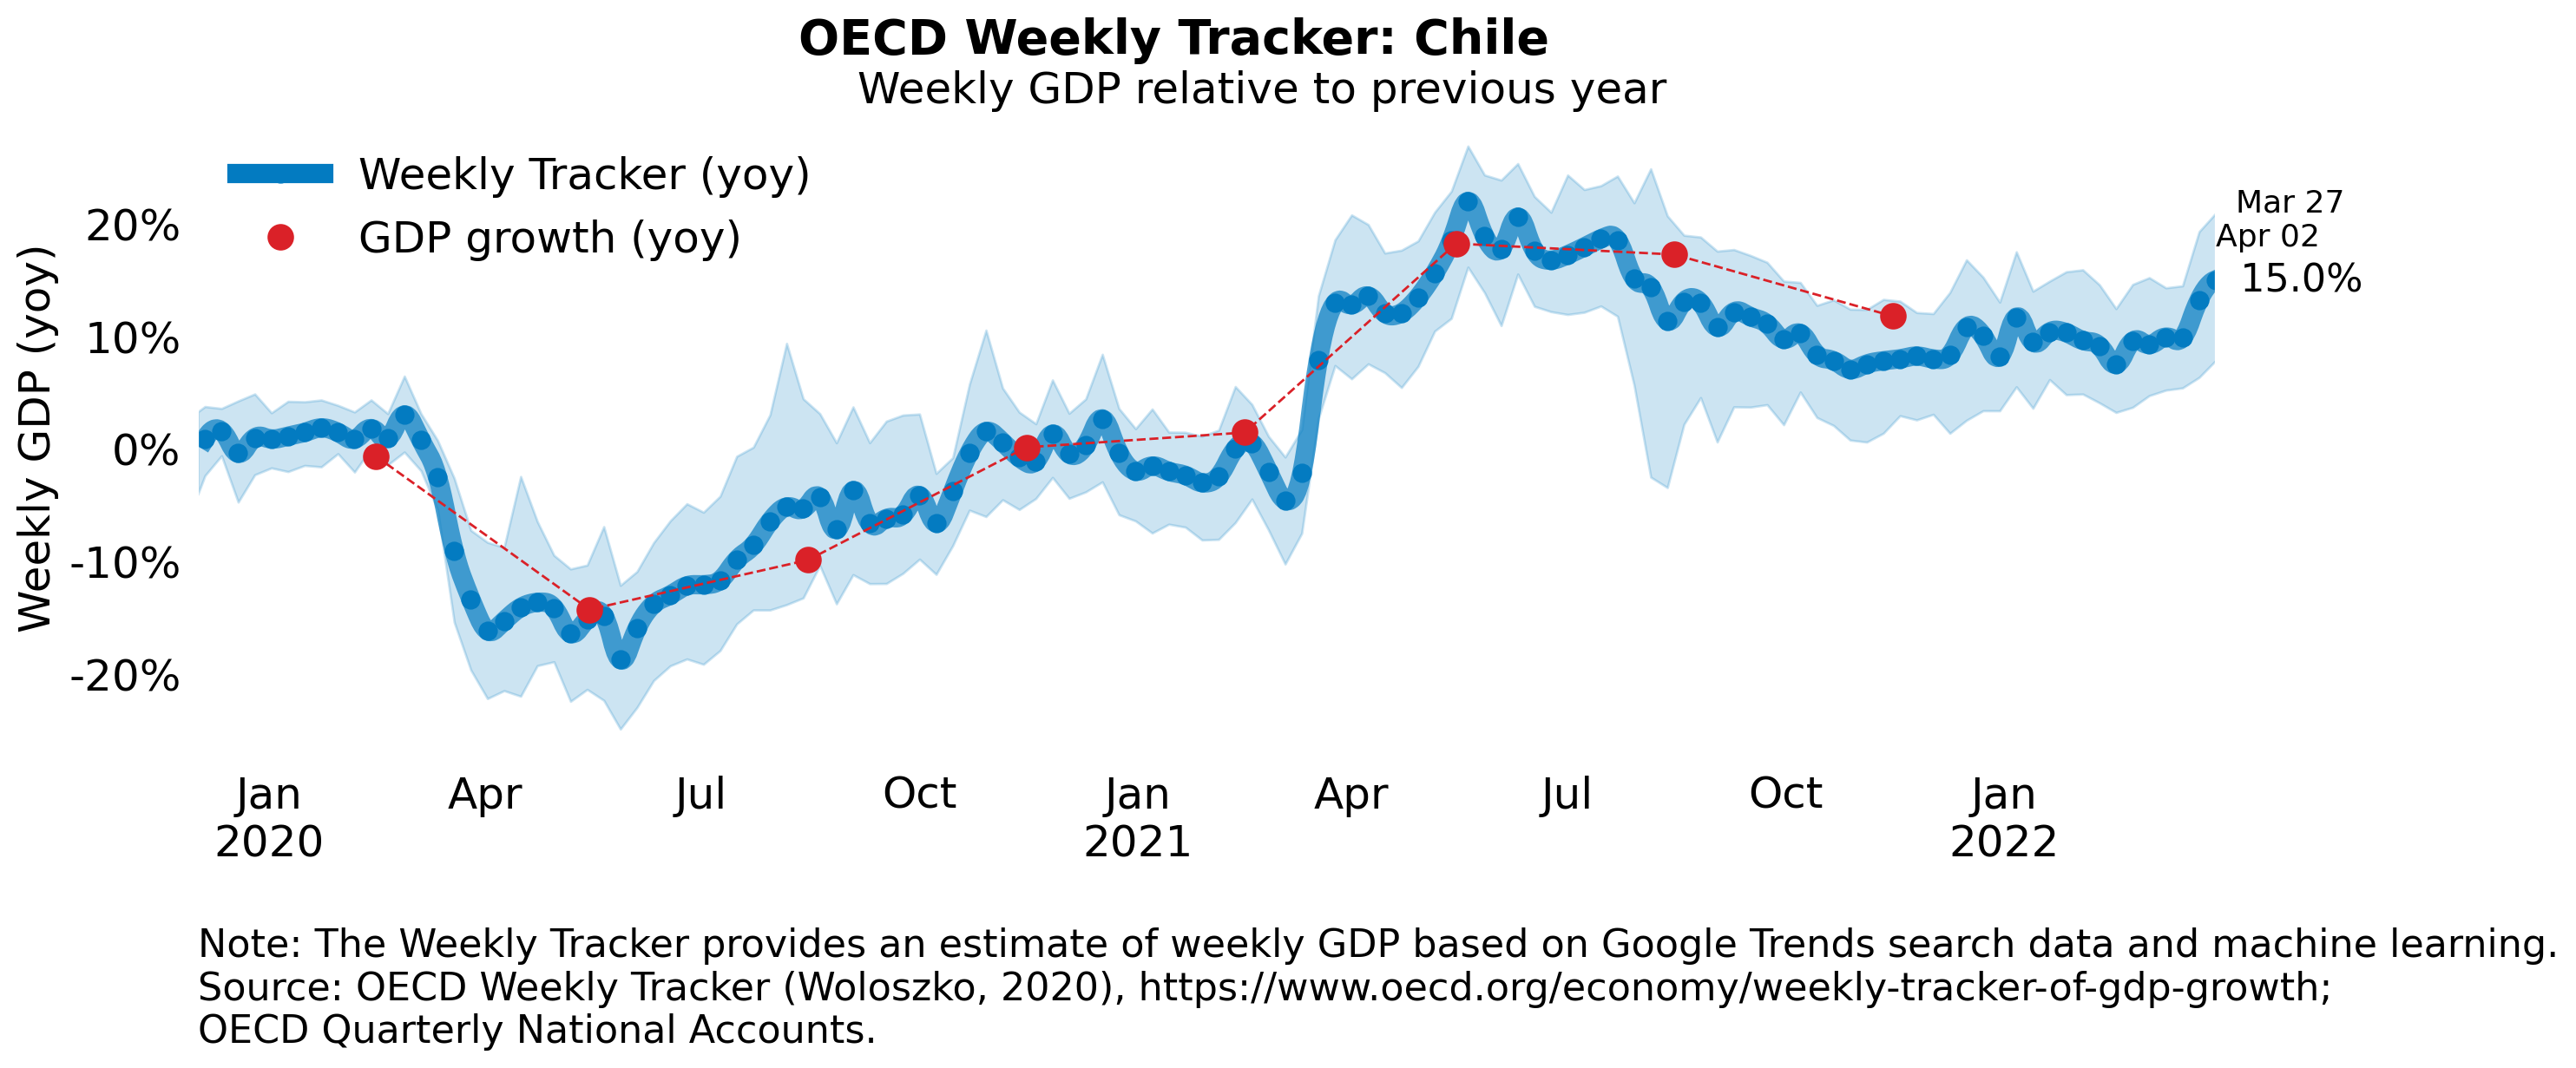 OECD Weekly Tracker: Chile
Weekly GDP relative to previous year
Weekly Tracker (yoy)
GDP growth (yoy)
Weekly GDP (yoy)
20%
10%
0%
-10%
-20%
Mar 27
Apr 02
15.0%
Jan Apr Jul Oct Jan Apr Jul Oct Jan
2020 2021 2022
Note: The Weekly Tracker provides an estimate of weekly GDP based on Google Trends search data and machine learning.
Source: OECD Weekly Tracker (Woloszko, 2020), https://www.oecd.org/economy/weekly-tracker-of-gdp-growth;
OECD Quarterly National Accounts.